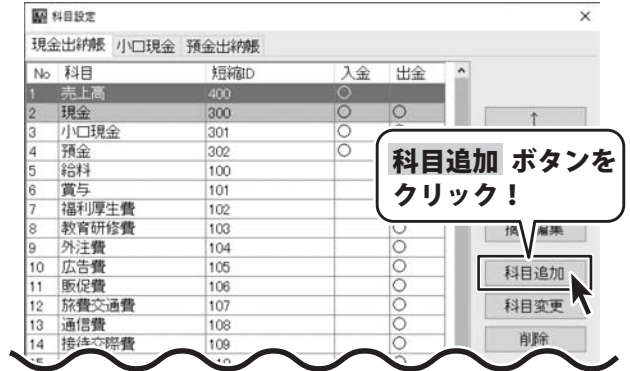 科目設定 ×
現金出納帳 小口現金 預金出納帳
No 科目 短縮ID 入金 出金
1 売上高 400 ○
2 現金 300 ○ ○
3 小口現金 301 ○
4 預金 302 ○
5 給料 100
6 賞与 101
7 福利厚生費 102
8 教育研修費 103 ○
9 外注費 104 ○
10 広告費 105 ○
11 販促費 106 ○
12 旅費交通費 107 ○
13 通信費 108 ○
14 接待交際費 109 ○
↑
科目追加 ボタンを
クリック！
編集
科目追加
科目変更
削除